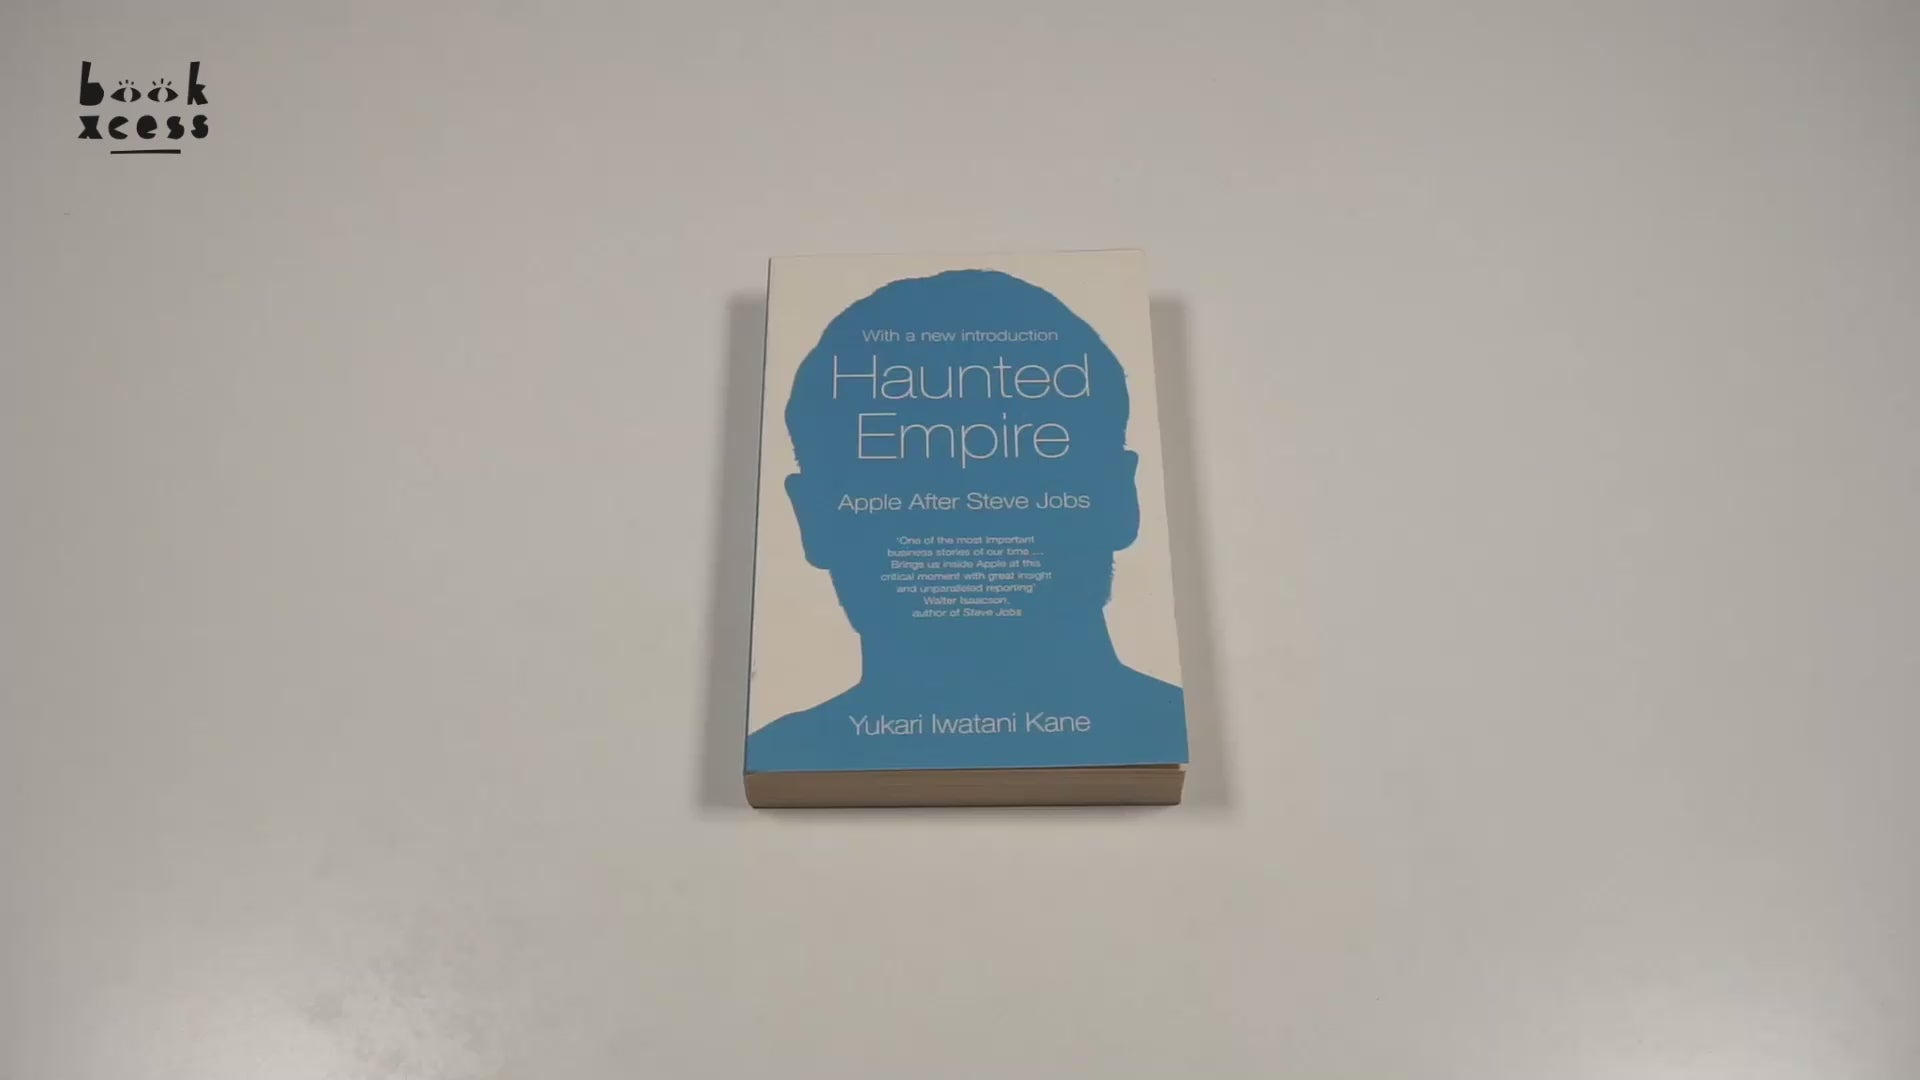 book
xcess
With a new introduction
Haunted
Empire
Apple After Steve Jobs
'One of the most important
business stories of our time ...
Brings us inside Apple at this
critical moment with great insight
and unparalleled reporting'
Walter Isaacson,
author of Steve Jobs
Yukari Iwatani Kane